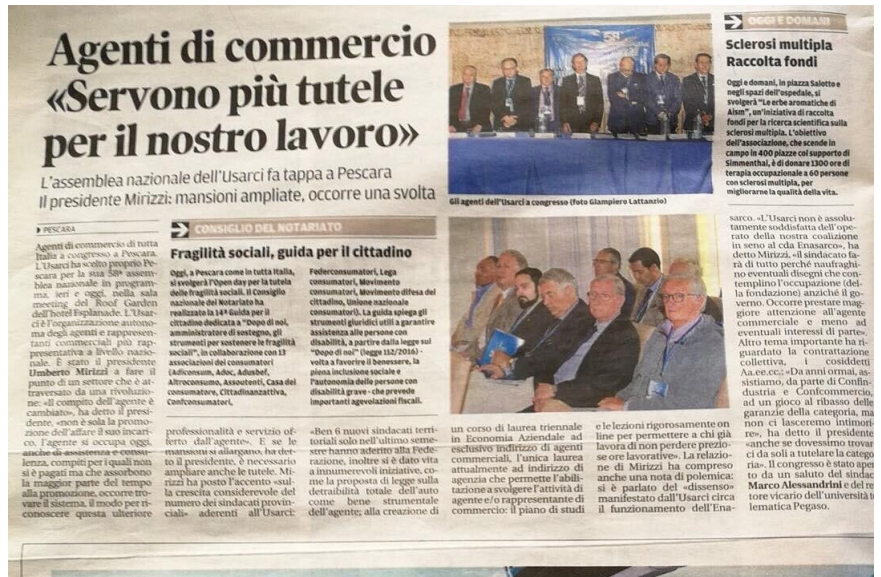 Agenti di commercio
«Servono più tutele
per il nostro lavoro»
L'assemblea nazionale dell'Usarci fa tappa a Pescara
Il presidente Mirizzi: mansioni ampliate, occorre una svolta
58
Gli agenti dell'Usarci a congresso (foto Giampiero Lattanzio)
OGGI E DOMANI
Sclerosi multipla
Raccolta fondi
Oggi e domani, in piazza Salotto e
negli spazi dell'ospedale, si
svolgerà "Le erbe aromatiche di
Aism", un'iniziativa di raccolta
fondi per la ricerca scientifica sulla
sclerosi multipla. L'obiettivo
dell'associazione, che scende in
campo in 400 piazze col supporto di
Simmenthal, è di donare 1300 ore di
terapia occupazionale a 60 persone
con sclerosi multipla, per
migliorarne la qualità della vita.
PESCARA
Agenti di commercio di tutta
Italia a congresso a Pescara.
L'Usarci ha scelto proprio Pe-
scara per la sua 58ª assem-
blea nazionale in program-
ma, ieri e oggi, nella sala
meeting del Roof Garden
dell'hotel Esplanade. L'Usar-
ci è l'organizzazione autono-
ma degli agenti e rappresen-
tanti commerciali più rap-
presentativa a livello nazio-
nale. È stato il presidente
Umberto Mirizzi a fare il
punto di un settore che è at-
traversato da una rivoluzio-
ne: «Il compito dell'agente è
cambiato», ha detto il presi-
dente, «non è sola la promo-
zione dell'affare il suo incari-
co, l'agente si occupa oggi,
anche di assistenza e consu-
lenza, compiti per i quali non
si è pagati ma che assorbono
la maggior parte del tempo
alla promozione, occorre tro-
vare il sistema, il modo per ri-
conoscere questa ulteriore
CONSIGLIO DEL NOTARIATO
Fragilità sociali, guida per il cittadino
Oggi, a Pescara come in tutta Italia,
si svolgerà l'Open day per la tutela
delle fragilità sociali. Il Consiglio
nazionale del Notariato ha
realizzato la 14ª Guida per il
cittadino dedicata a "Dopo di noi,
amministratore di sostegno, gli
strumenti per sostenere le fragilità
sociali", in collaborazione con 13
associazioni dei consumatori
(Adiconsum, Adoc, Adusbef,
Altroconsumo, Assoutenti, Casa del
consumatore, Cittadinanzattiva,
Confconsumatori,
Federconsumatori, Lega
consumatori, Movimento
consumatori, Movimento difesa del
cittadino, Unione nazionale
consumatori). La guida spiega gli
strumenti giuridici utili a garantire
assistenza alle persone con
disabilità, a partire dalla legge sul
"Dopo di noi" (legge 112/2016) -
volta a favorire il benessere, la
piena inclusione sociale e
l'autonomia delle persone con
disabilità grave - che prevede
importanti agevolazioni fiscali.
professionalità e servizio of-
ferto dall'agente». E se le
mansioni si allargano, ha det-
to il presidente, è necessario
ampliare anche le tutele. Mi-
rizzi ha posto l'accento «sul-
la crescita considerevole del
numero dei sindacati provin-
ciali» aderenti all'Usarci:
«Ben 6 nuovi sindacati terri-
toriali solo nell'ultimo seme-
stre hanno aderito alla Fede-
razione, inoltre si è dato vita
a innumerevoli iniziative, co-
me la proposta di legge sulla
detraibilità totale dell'auto
come bene strumentale
dell'agente; alla creazione di
un corso di laurea triennale
in Economia Aziendale ad
esclusivo indirizzo di agenti
commerciali, l'unica laurea
attualmente ad indirizzo di
agenzia che permette l'abili-
tazione a svolgere l'attività di
agente e/o rappresentante di
commercio: il piano di studi
e le lezioni rigorosamente on
line per permettere a chi già
lavora di non perdere prezio-
se ore lavorative». La relazio-
ne di Mirizzi ha compreso
anche una nota di polemica:
si è parlato del «dissenso»
manifestato dall'Usarci circa
il funzionamento dell'Ena-
sarco. «L'Usarci non è assolu-
tamente soddisfatta dell'ope-
rato della nostra coalizione
in seno al cda Enasarco», ha
detto Mirizzi. «Il sindacato
farà di tutto perché naufraghi-
no eventuali disegni che con-
templino l'occupazione (del-
la fondazione) anziché il go-
verno. Occorre prestare mag-
giore attenzione all'agente
commerciale e meno ad
eventuali interessi di parte».
Altro tema importante ha ri-
guardato la contrattazione
collettiva, i cosiddetti
Aa.ee.cc.: «Da anni ormai, as-
sistiamo, da parte di Confin-
dustria e Confcommercio,
ad un gioco al ribasso delle
garanzie della categoria, ma
non ci lasceremo intimori-
re», ha detto il presidente
«anche se dovessimo trovar-
ci da soli a tutelare la catego-
ria». Il congresso è stato aper-
to da un saluto del sindaco
Marco Alessandrini e del ret-
tore vicario dell'università te-
lematica Pegaso.